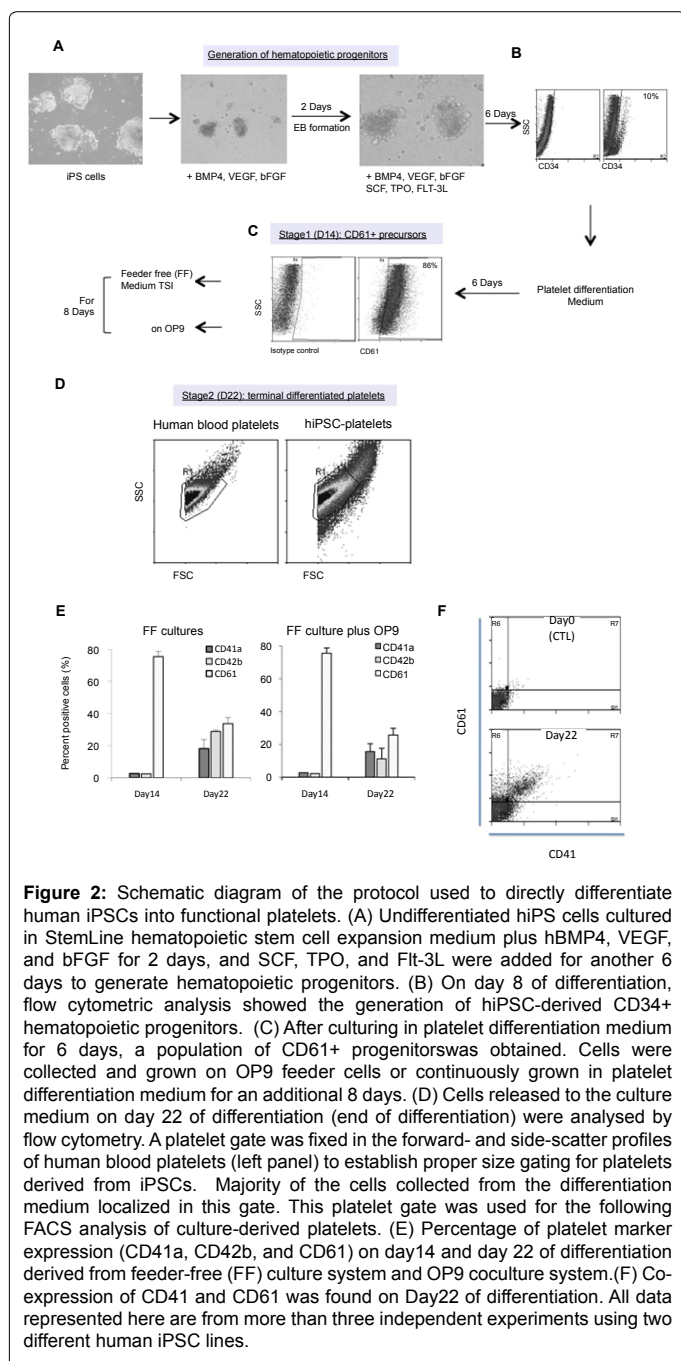 A
Generation of hematopoietic progenitors
B
2 Days
EB formation
6 Days
10%
SSC
CD34
CD34
iPS cells
+ BMP4, VEGF, bFGF
+ BMP4, VEGF, bFGF
SCF, TPO, FLT-3L
C
Stage1 (D14): CD61+ precursors
For
8 Days
Feeder free (FF)
Medium TSI
on OP9
SSC
86%
Isotype control
CD61
6 Days
Platelet differentiation
Medium
D
Stage2 (D22): terminal differentiated platelets
Human blood platelets
hiPSC-platelets
R1
R1
SSC
FSC
FSC
E
FF cultures
FF culture plus OP9
Percent positive cells (%)
80
60
40
20
0
CD41a
CD42b
CD61
Day14
Day22
80
60
40
20
0
CD41a
CD42b
CD61
Day14
Day22
F
R6
Day0
(CTL)
R7
CD61
R6
Day22
R7
CD41
Figure 2: Schematic diagram of the protocol used to directly differentiate
human iPSCs into functional platelets. (A) Undifferentiated hiPS cells cultured
in StemLine hematopoietic stem cell expansion medium plus hBMP4, VEGF,
and bFGF for 2 days, and SCF, TPO, and Flt-3L were added for another 6
days to generate hematopoietic progenitors. (B) On day 8 of differentiation,
flow cytometric analysis showed the generation of hiPSC-derived CD34+
hematopoietic progenitors. (C) After culturing in platelet differentiation medium
for 6 days, a population of CD61+ progenitorswas obtained. Cells were
collected and grown on OP9 feeder cells or continuously grown in platelet
differentiation medium for an additional 8 days. (D) Cells released to the culture
medium on day 22 of differentiation (end of differentiation) were analysed by
flow cytometry. A platelet gate was fixed in the forward- and side-scatter profiles
of human blood platelets (left panel) to establish proper size gating for platelets
derived from iPSCs. Majority of the cells collected from the differentiation
medium localized in this gate. This platelet gate was used for the following
FACS analysis of culture-derived platelets. (E) Percentage of platelet marker
expression (CD41a, CD42b, and CD61) on day14 and day 22 of differentiation
derived from feeder-free (FF) culture system and OP9 coculture system.(F) Co-
expression of CD41 and CD61 was found on Day22 of differentiation. All data
represented here are from more than three independent experiments using two
different human iPSC lines.